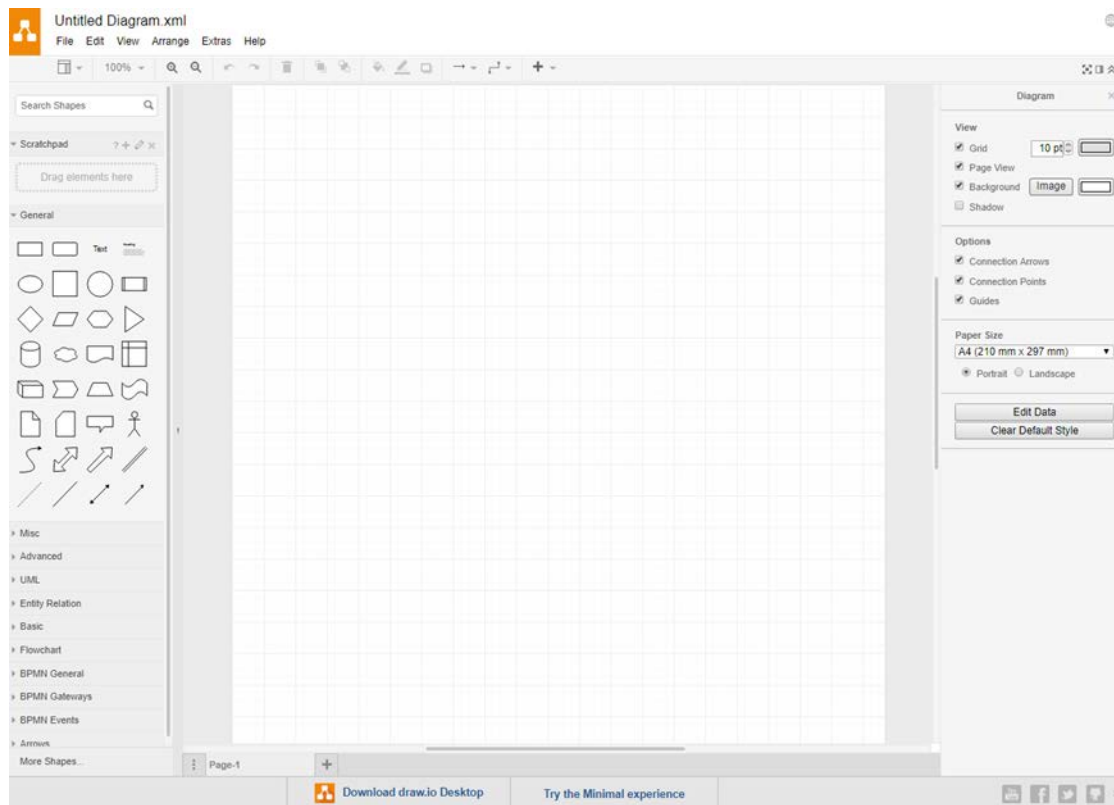 Untitled Diagram.xml
File Edit View Arrange Extras Help
100%
Search Shapes
Scratchpad ?
Drag elements here
General
Text
Misc
Advanced
UML
Entity Relation
Basic
Flowchart
BPMN General
BPMN Gateways
BPMN Events
Arrows
More Shapes...
Page-1
Diagram
View
Grid 10 pt
Page View
Background Image
Shadow
Options
Connection Arrows
Connection Points
Guides
Paper Size
A4 (210 mm x 297 mm)
Portrait Landscape
Edit Data
Clear Default Style
Download draw.io Desktop Try the Minimal experience